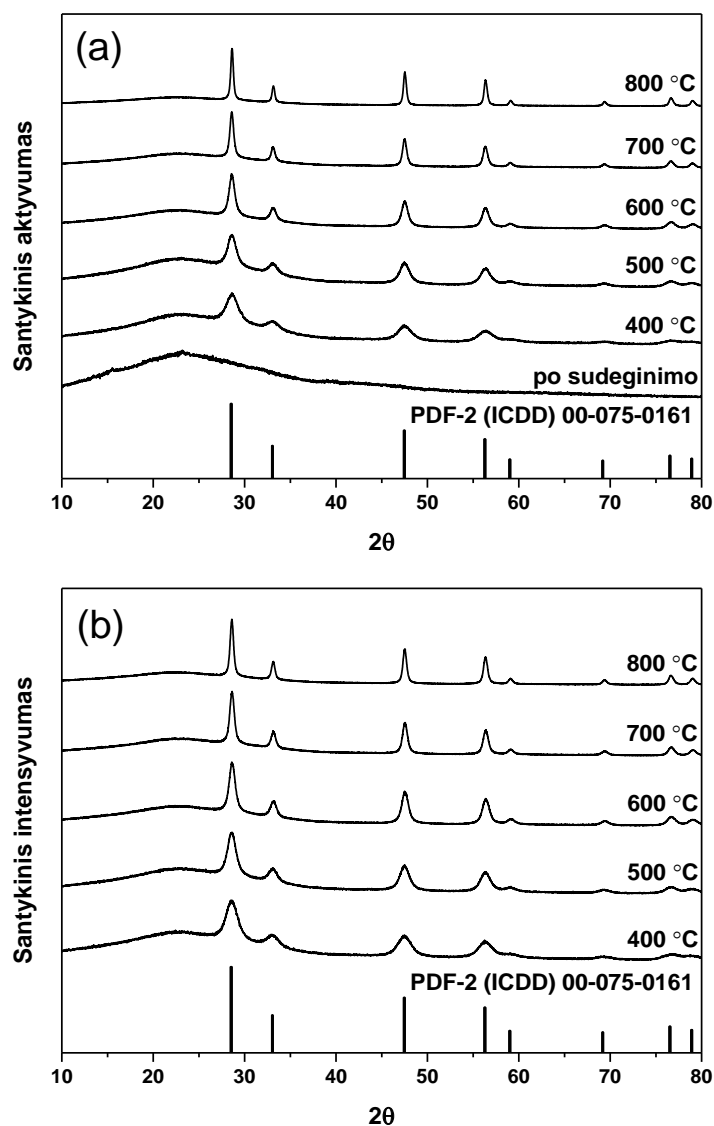 (a)
800 °C
700 °C
600 °C
500 °C
400 °C
po sudeginimo
PDF-2 (ICDD) 00-075-0161
Santykinis aktyvumas
10 20 30 40 50 60 70 80
2θ
(b)
800 °C
700 °C
600 °C
500 °C
400 °C
PDF-2 (ICDD) 00-075-0161
Santykinis intensyvumas
10 20 30 40 50 60 70 80
2θ